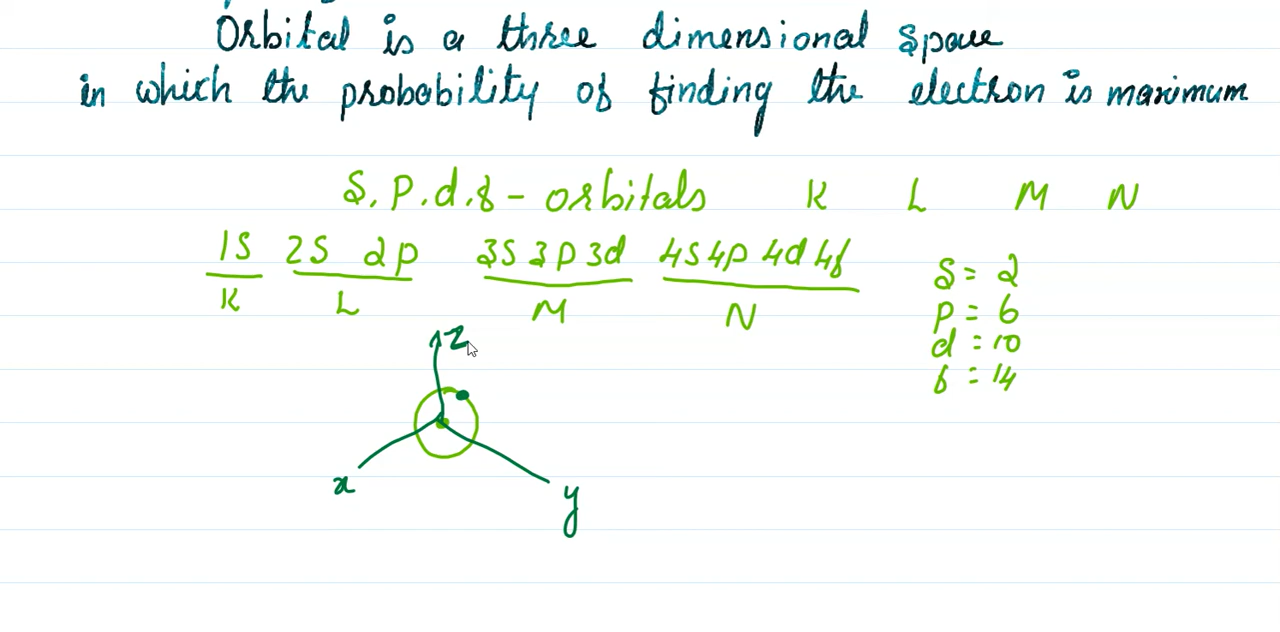 Orbital is a three dimensional space
in which the probability of finding the electron is maximum
S.P.d.f - orbitals K L M N
1S 2S 2p 3S 3p 3d 4S 4p 4d 4f
K L M N
S = 2
P = 6
d = 10
f = 14
Z
x
y